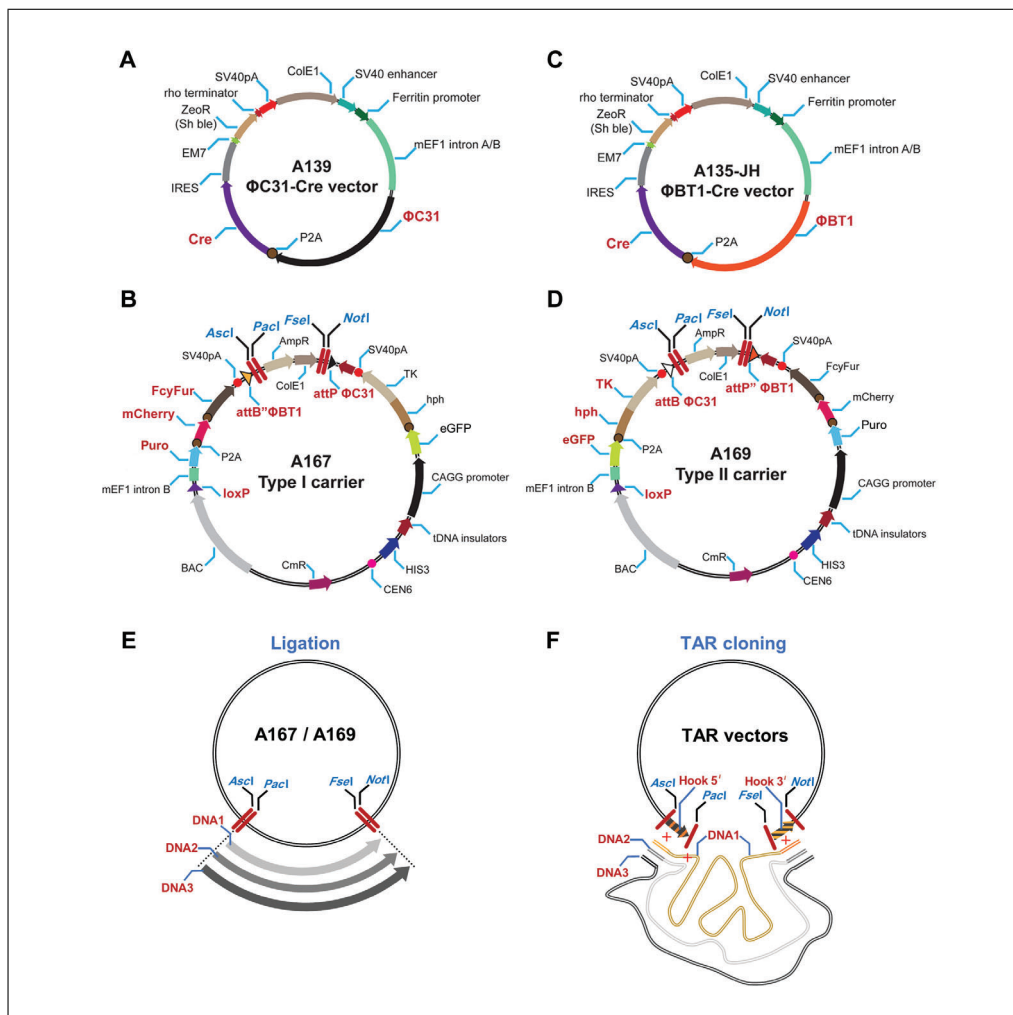 A
ColE1
SV40pA
SV40 enhancer
rho terminator
Ferritin promoter
ZeoR
(Sh ble)
EM7
mEF1 intron A/B
A139
ΦC31-Cre vector
IRES
ΦC31
Cre
P2A
C
ColE1
SV40pA
SV40 enhancer
rho terminator
Ferritin promoter
ZeoR
(Sh ble)
EM7
mEF1 intron A/B
A135-JH
ΦBT1-Cre vector
IRES
ΦBT1
Cre
P2A
B
AscI
PacI
FseI
NotI
AmpR
SV40pA
SV40pA
ColE1
attP ΦC31
TK
FcyFur
attB"ΦBT1
hph
mCherry
eGFP
Puro
P2A
A167
Type I carrier
mEF1 intron B
loxP
CAGG promoter
tDNA insulators
BAC
CmR
HIS3
CEN6
D
AscI
PacI
FseI
NotI
AmpR
SV40pA
SV40pA
ColE1
attP" ΦBT1
FcyFur
TK
attB ΦC31
mCherry
hph
Puro
eGFP
P2A
A169
Type II carrier
mEF1 intron B
loxP
CAGG promoter
tDNA insulators
BAC
CmR
HIS3
CEN6
E
Ligation
A167 / A169
AscI
PacI
FseI
NotI
DNA1
DNA2
DNA3
F
TAR cloning
TAR vectors
AscI
Hook 5′
Hook 3′
NotI
PacI
FseI
DNA2
DNA1
DNA3